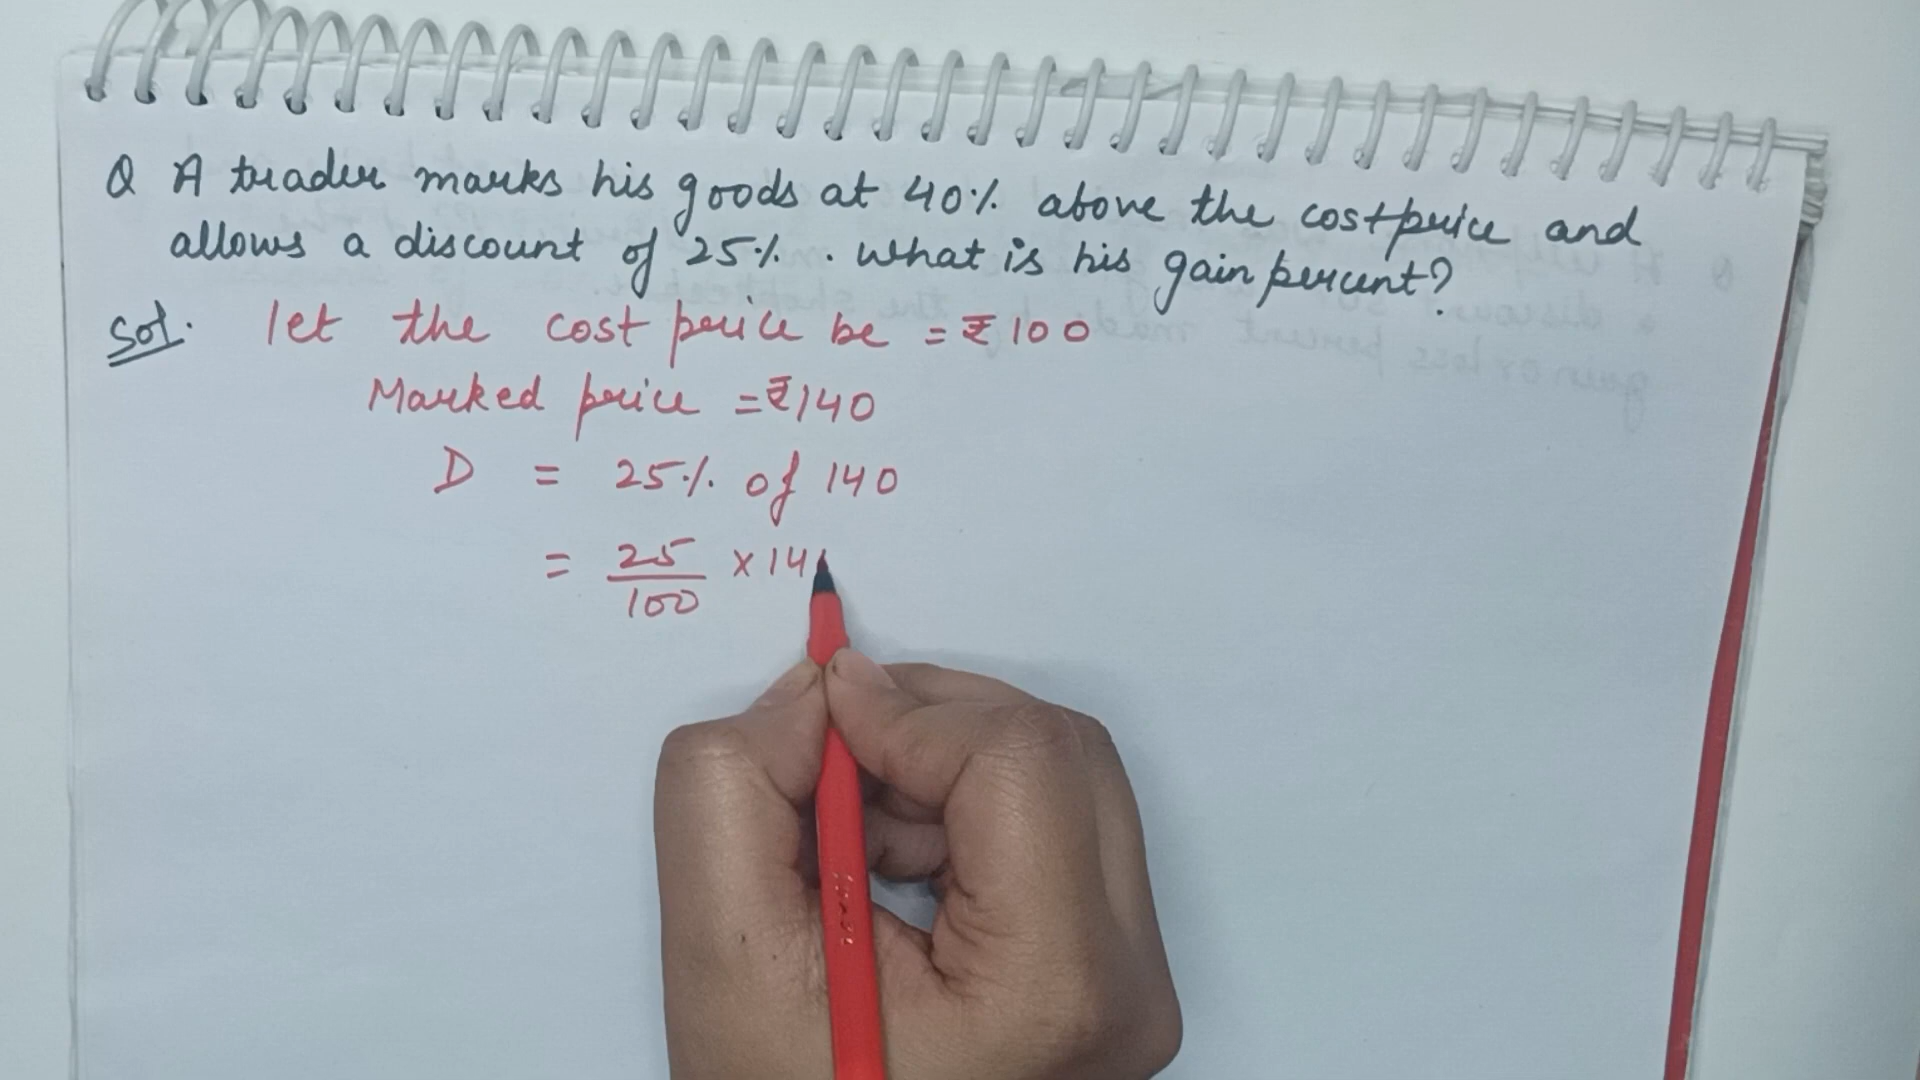 Q A trader marks his goods at 40% above the cost price and
allows a discount of 25%. What is his gain percent?
Sol. let the cost price be = ₹100
Marked price = ₹140
D = 25% of 140
= 25/100 × 14